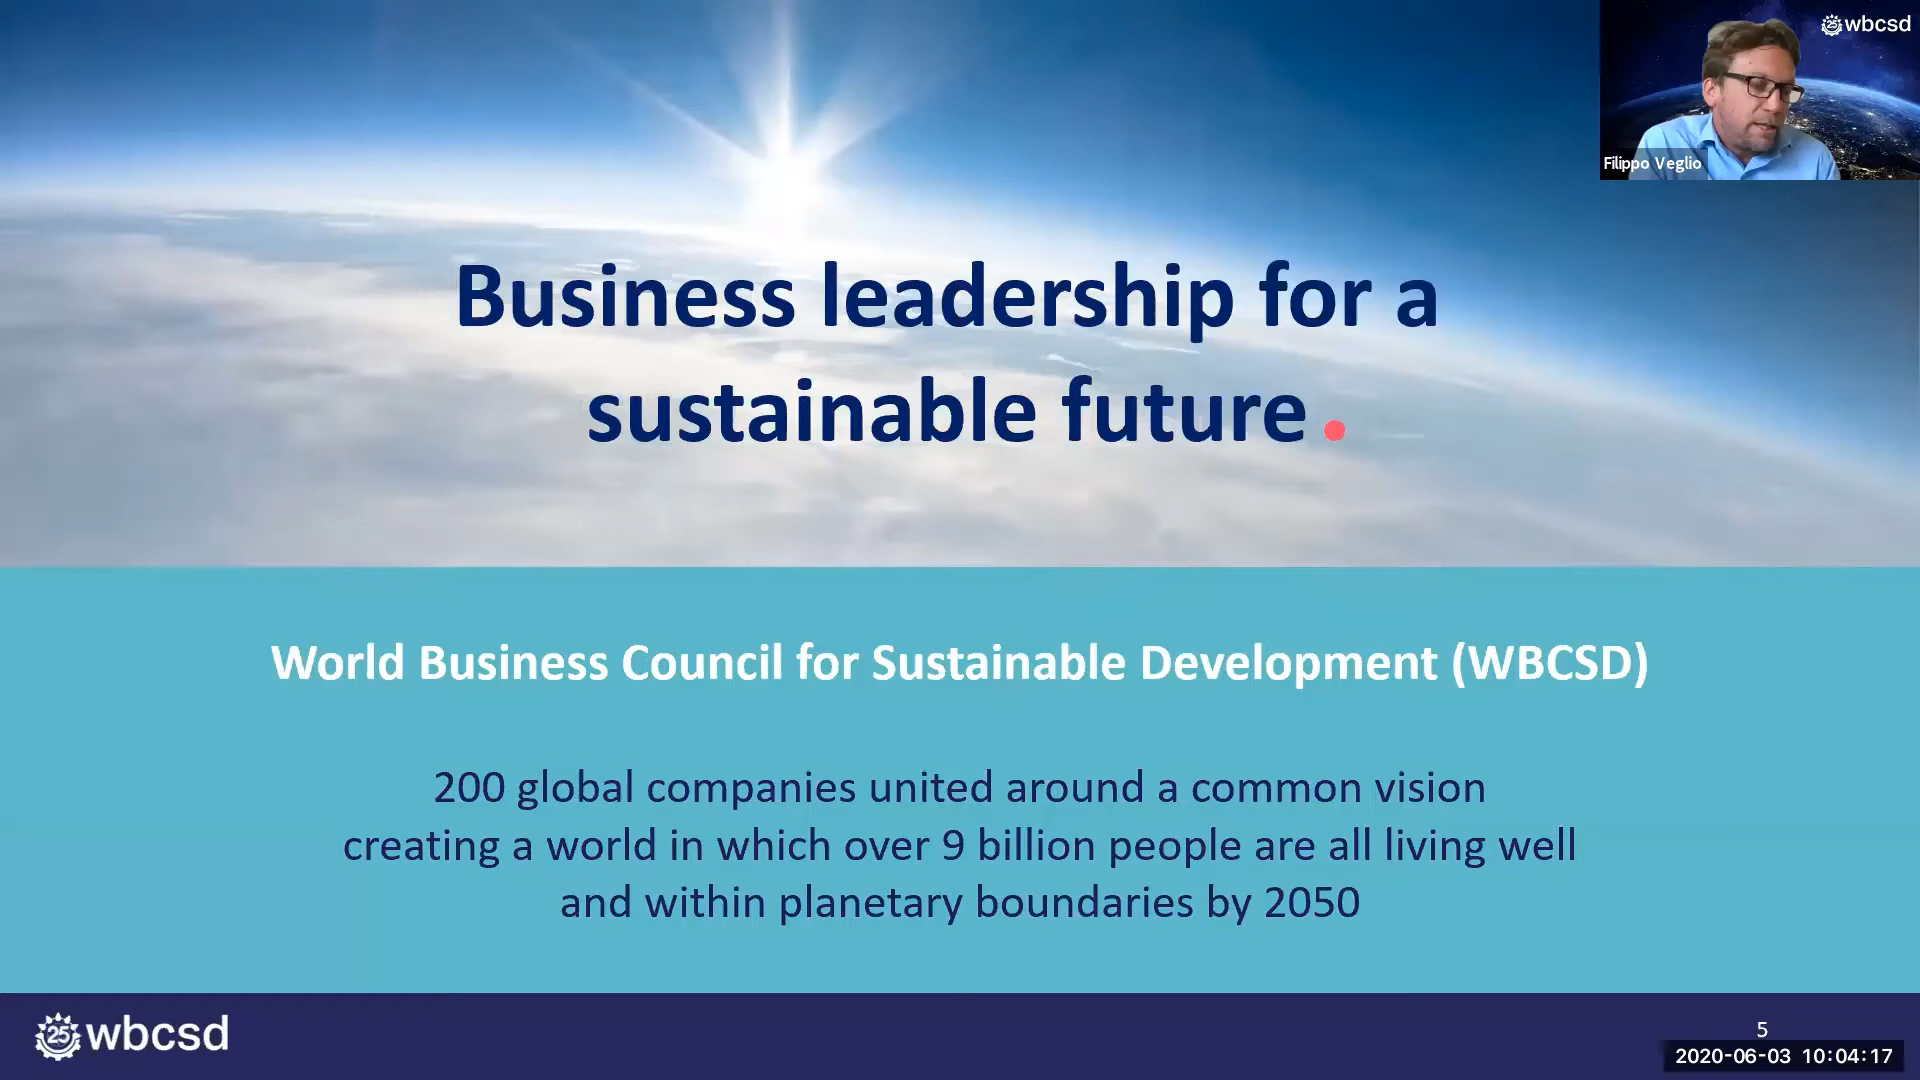 wbcsd
Filippo Veglio
Business leadership for a
sustainable future.
World Business Council for Sustainable Development (WBCSD)
200 global companies united around a common vision
creating a world in which over 9 billion people are all living well
and within planetary boundaries by 2050
25 wbcsd
5
2020-06-03 10:04:17